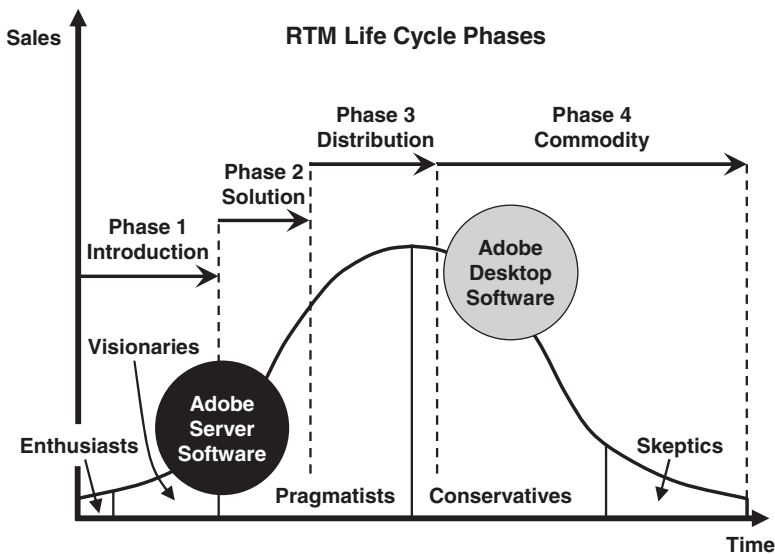 RTM Life Cycle Phases
Sales
Phase 3
Distribution
Phase 4
Commodity
Phase 2
Solution
Phase 1
Introduction
Adobe
Desktop
Software
Visionaries
Adobe
Server
Software
Enthusiasts
Skeptics
Pragmatists
Conservatives
Time